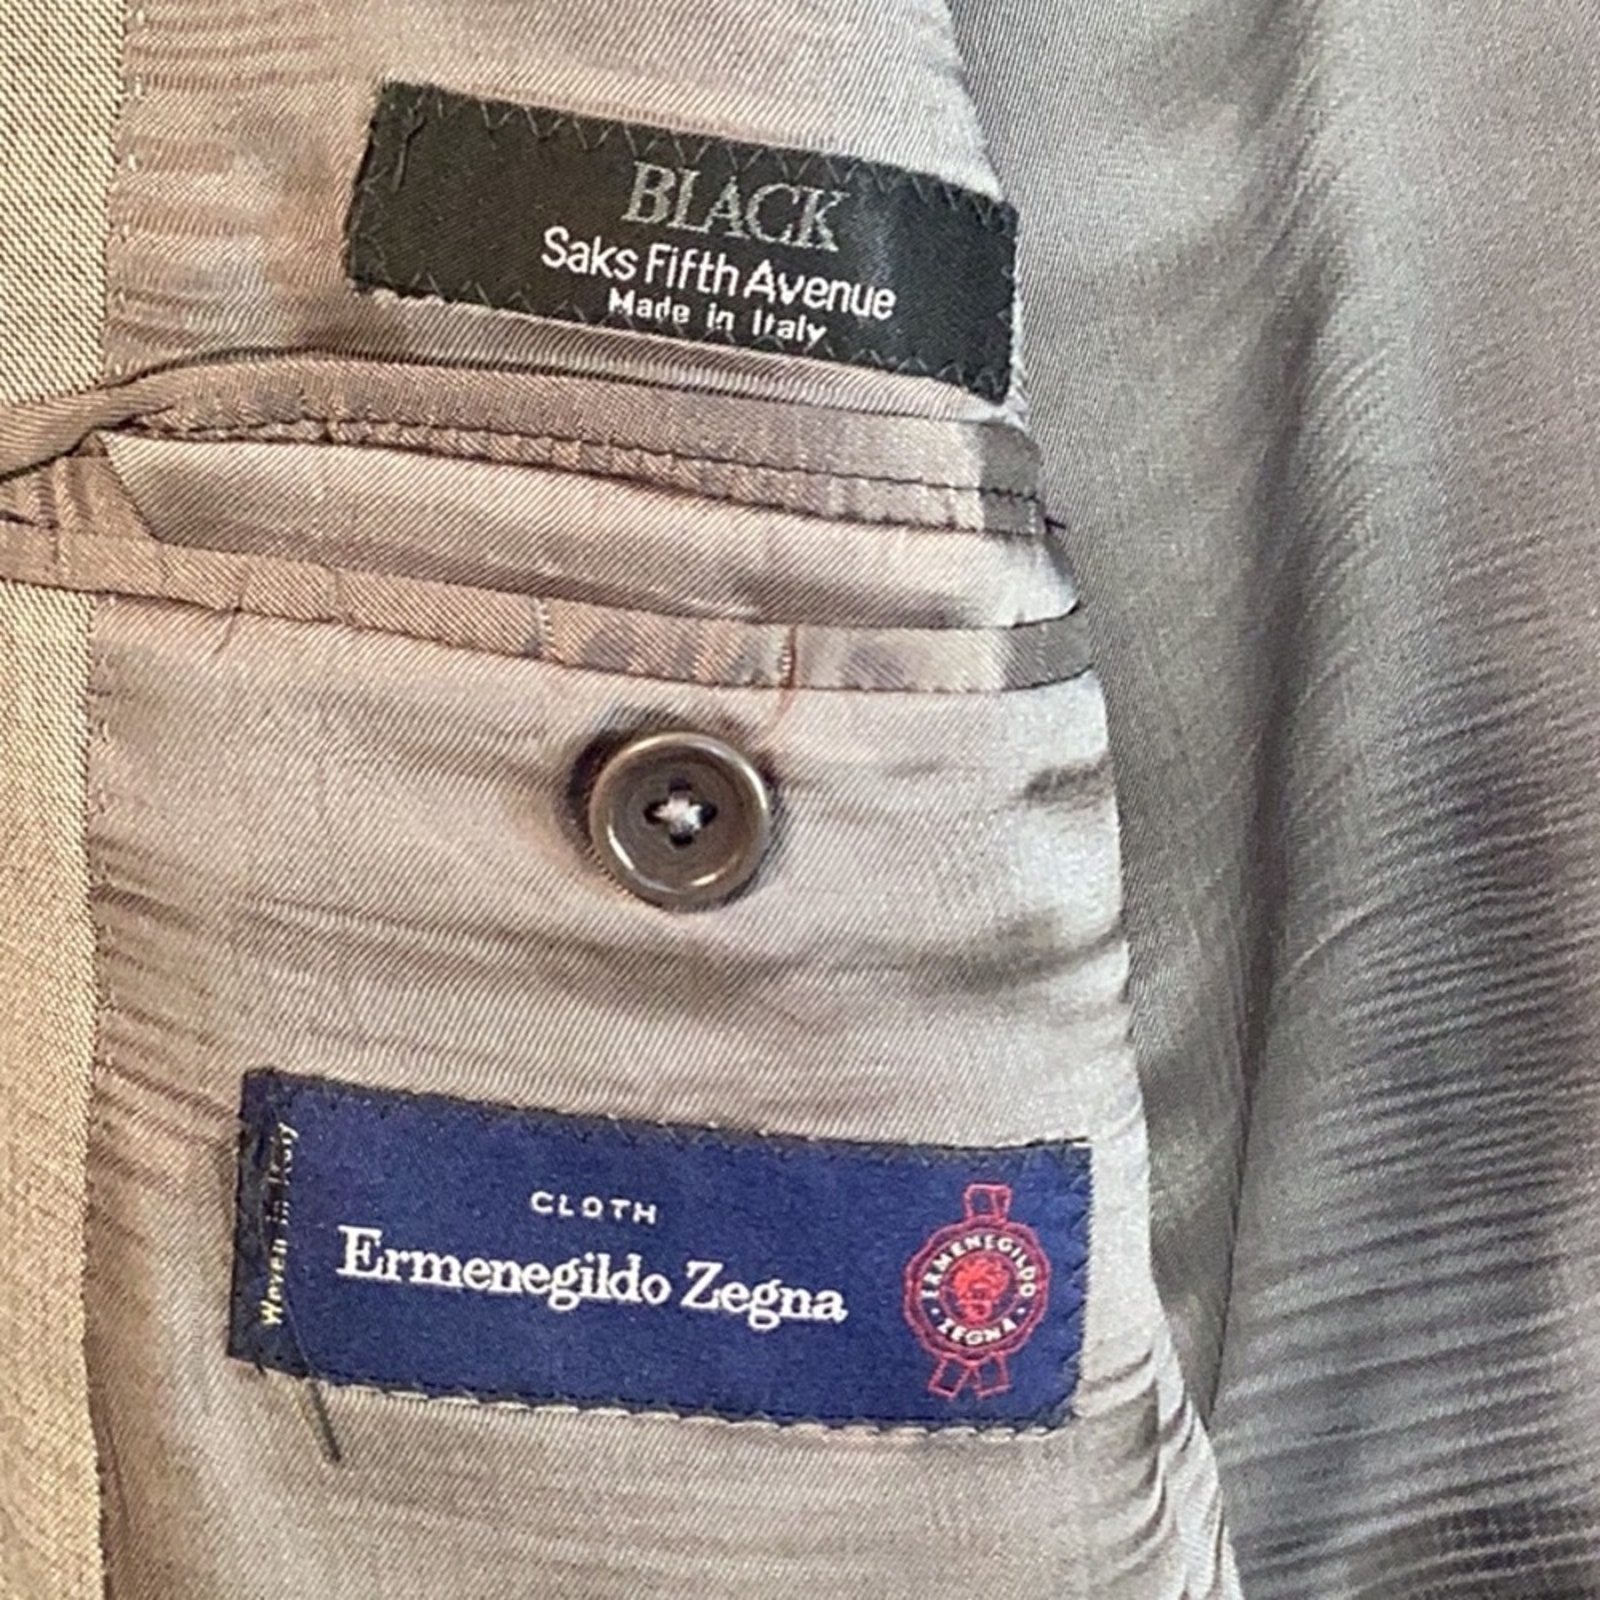 BLACK
Saks Fifth Avenue
Made in Italy
Woven in Italy
CLOTH
Ermenegildo Zegna
ERMENEGILDO
ZEGNA